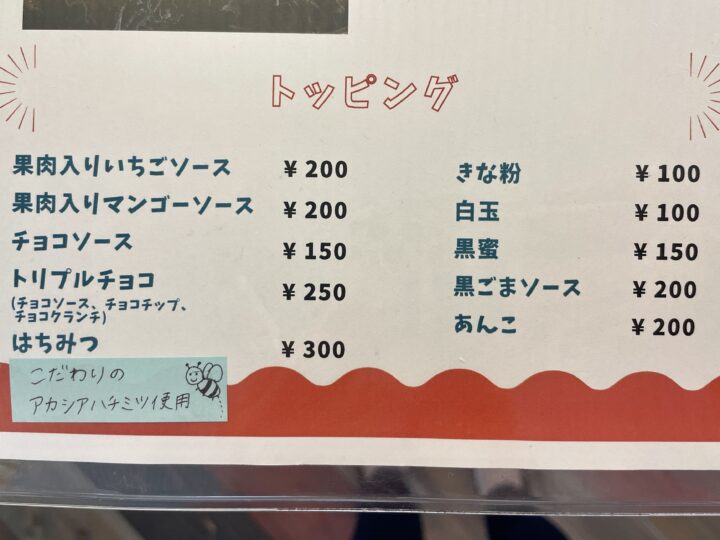 トッピング
果肉入りいちごソース ¥ 200
果肉入りマンゴーソース ¥ 200
チョコソース ¥ 150
トリプルチョコ ¥ 250
(チョコソース、チョコチップ、
チョコクランチ)
はちみつ ¥ 300
こだわりの
アカシアハチミツ使用
きな粉 ¥ 100
白玉 ¥ 100
黒蜜 ¥ 150
黒ごまソース ¥ 200
あんこ ¥ 200